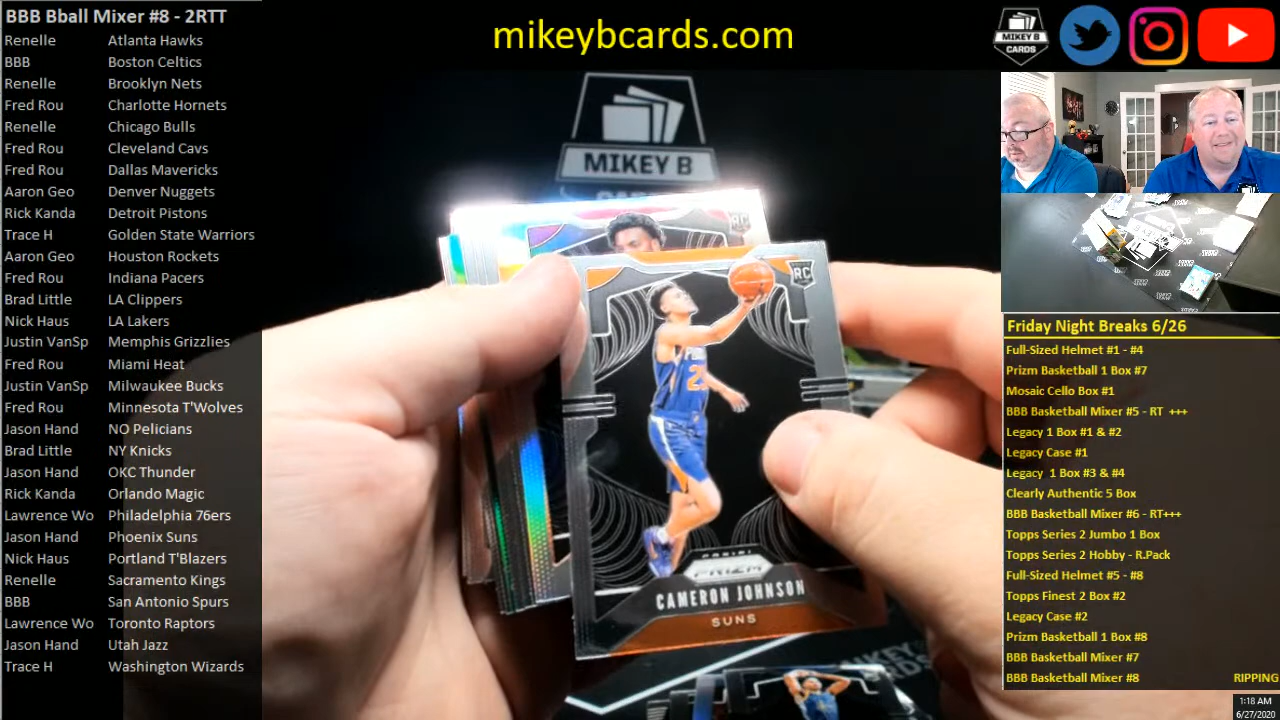 BBB Bball Mixer #8 - 2RTT
Renelle Atlanta Hawks
BBB Boston Celtics
Renelle Brooklyn Nets
Fred Rou Charlotte Hornets
Renelle Chicago Bulls
Fred Rou Cleveland Cavs
Fred Rou Dallas Mavericks
Aaron Geo Denver Nuggets
Rick Kanda Detroit Pistons
Trace H Golden State Warriors
Aaron Geo Houston Rockets
Fred Rou Indiana Pacers
Brad Little LA Clippers
Nick Haus LA Lakers
Justin VanSp Memphis Grizzlies
Fred Rou Miami Heat
Justin VanSp Milwaukee Bucks
Fred Rou Minnesota T'Wolves
Jason Hand NO Pelicians
Brad Little NY Knicks
Jason Hand OKC Thunder
Rick Kanda Orlando Magic
Lawrence Wo Philadelphia 76ers
Jason Hand Phoenix Suns
Nick Haus Portland T'Blazers
Renelle Sacramento Kings
BBB San Antonio Spurs
Lawrence Wo Toronto Raptors
Jason Hand Utah Jazz
Trace H Washington Wizards
mikeybcards.com
MIKEY B
CARDS
MIKEY B
RC
RC
PANINI
PRIZM
CAMERON JOHNSON
SUNS
Friday Night Breaks 6/26
Full-Sized Helmet #1 - #4
Prizm Basketball 1 Box #7
Mosaic Cello Box #1
BBB Basketball Mixer #5 - RT +++
Legacy 1 Box #1 & #2
Legacy Case #1
Legacy 1 Box #3 & #4
Clearly Authentic 5 Box
BBB Basketball Mixer #6 - RT+++
Topps Series 2 Jumbo 1 Box
Topps Series 2 Hobby - R.Pack
Full-Sized Helmet #5 - #8
Topps Finest 2 Box #2
Legacy Case #2
Prizm Basketball 1 Box #8
BBB Basketball Mixer #7
BBB Basketball Mixer #8 RIPPING
1:18 AM
6/27/2020